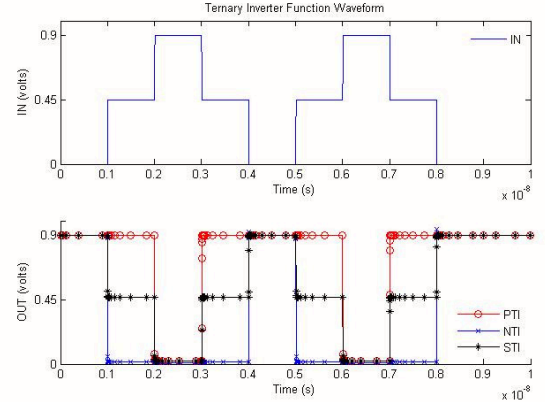 Ternary Inverter Function Waveform
0.9
0.45
0
IN (volts)
IN
0 0.1 0.2 0.3 0.4 0.5 0.6 0.7 0.8 0.9 1
Time (s)
x 10⁻⁸
0.9
0.45
0
OUT (volts)
PTI
NTI
STI
0 0.1 0.2 0.3 0.4 0.5 0.6 0.7 0.8 0.9 1
Time (s)
x 10⁻⁸